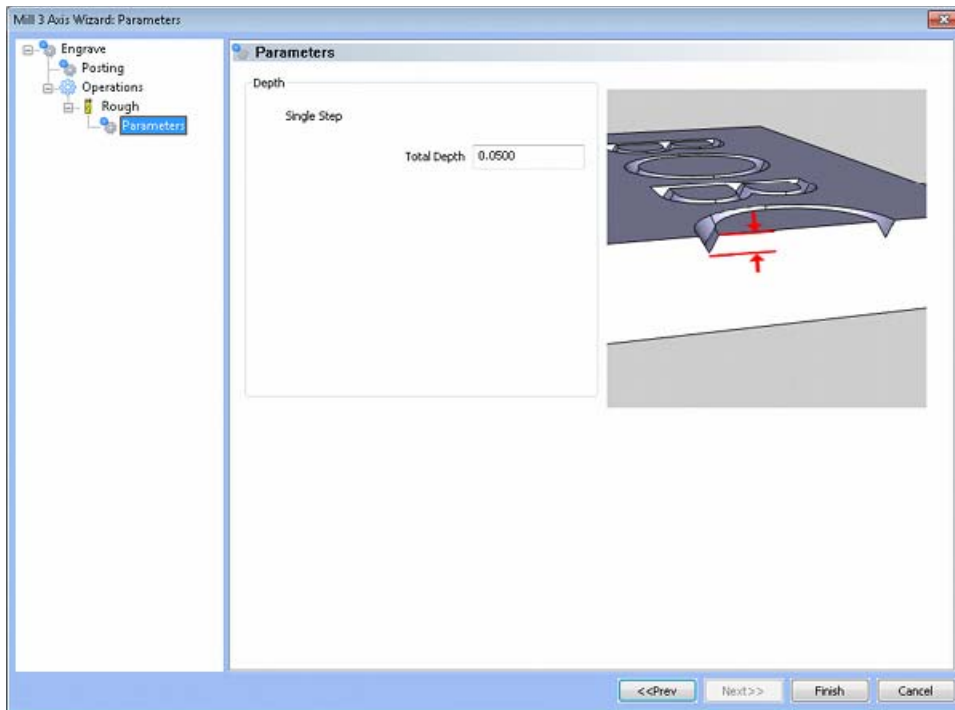 Mill 3 Axis Wizard: Parameters
Engrave
Posting
Operations
Rough
Parameters
Parameters
Depth
Single Step
Total Depth 0.0500
<<Prev Next>> Finish Cancel